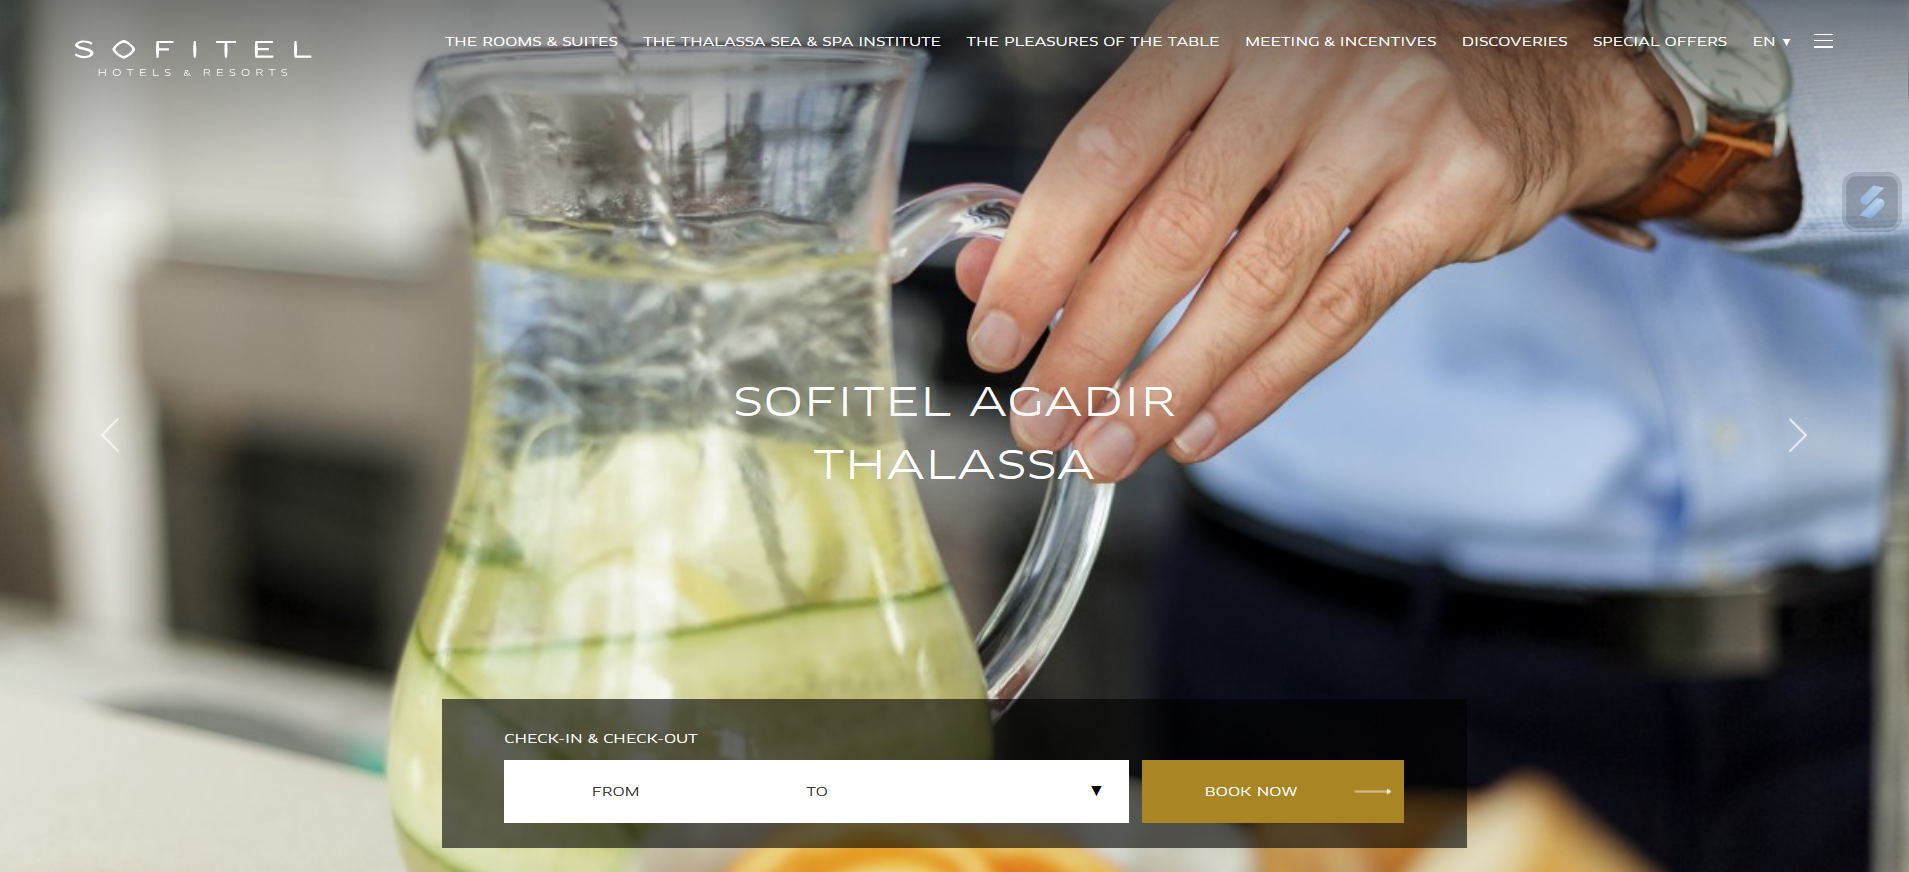 SOFITEL
HOTELS & RESORTS
THE ROOMS & SUITES THE THALASSA SEA & SPA INSTITUTE THE PLEASURES OF THE TABLE MEETING & INCENTIVES DISCOVERIES SPECIAL OFFERS EN
SOFITEL AGADIR
THALASSA
CHECK-IN & CHECK-OUT
FROM TO BOOK NOW